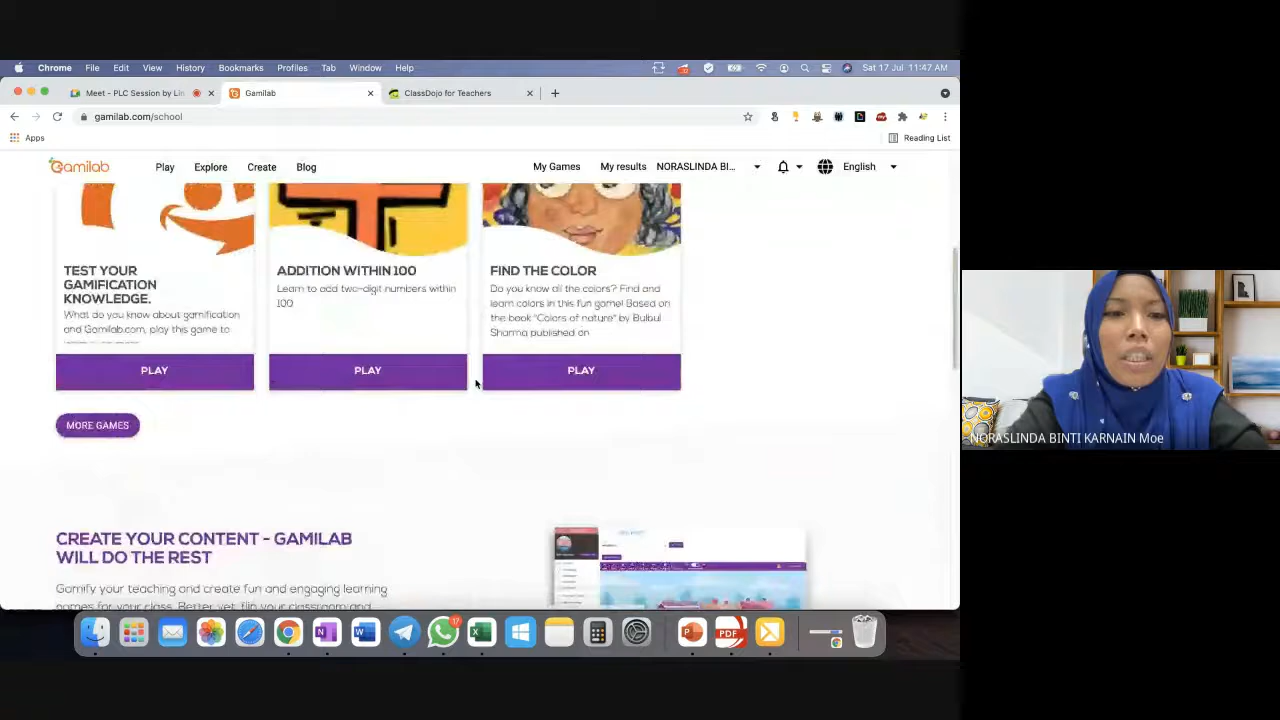 Chrome File Edit View History Bookmarks Profiles Tab Window Help
Sat 17 Jul 11:47 AM
Meet - PLC Session by Lin
Gamilab
ClassDojo for Teachers
gamilab.com/school
Apps
Reading List
Gamilab
Play Explore Create Blog
My Games My results NORASLINDA BI... English
TEST YOUR
GAMIFICATION
KNOWLEDGE.
What do you know about gamification
and Gamilab.com, play this game to
PLAY
ADDITION WITHIN 100
Learn to add two-digit numbers within
100
PLAY
FIND THE COLOR
Do you know all the colors? Find and
learn colors in this fun game! Based on
the book "Colors of nature" by Bulbul
Sharma published on
PLAY
MORE GAMES
CREATE YOUR CONTENT - GAMILAB
WILL DO THE REST
Gamify your teaching and create fun and engaging learning
games for your class. Better yet, flip your classroom and
17
PDF
NORASLINDA BINTI KARNAIN Moe